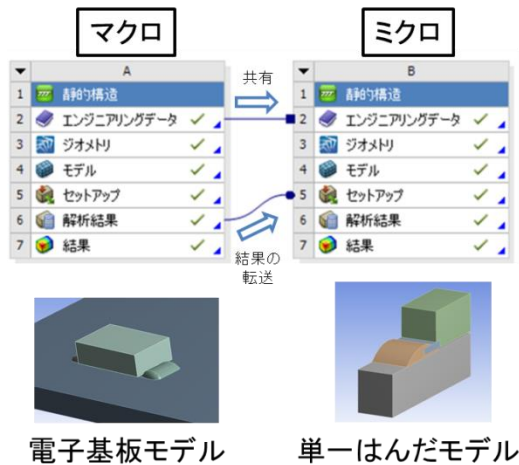 マクロ
ミクロ
A
1 静的構造
2 エンジニアリングデータ
3 ジオメトリ
4 モデル
5 セットアップ
6 解析結果
7 結果
共有
結果の
転送
B
1 静的構造
2 エンジニアリングデータ
3 ジオメトリ
4 モデル
5 セットアップ
6 解析結果
7 結果
電子基板モデル
単一はんだモデル